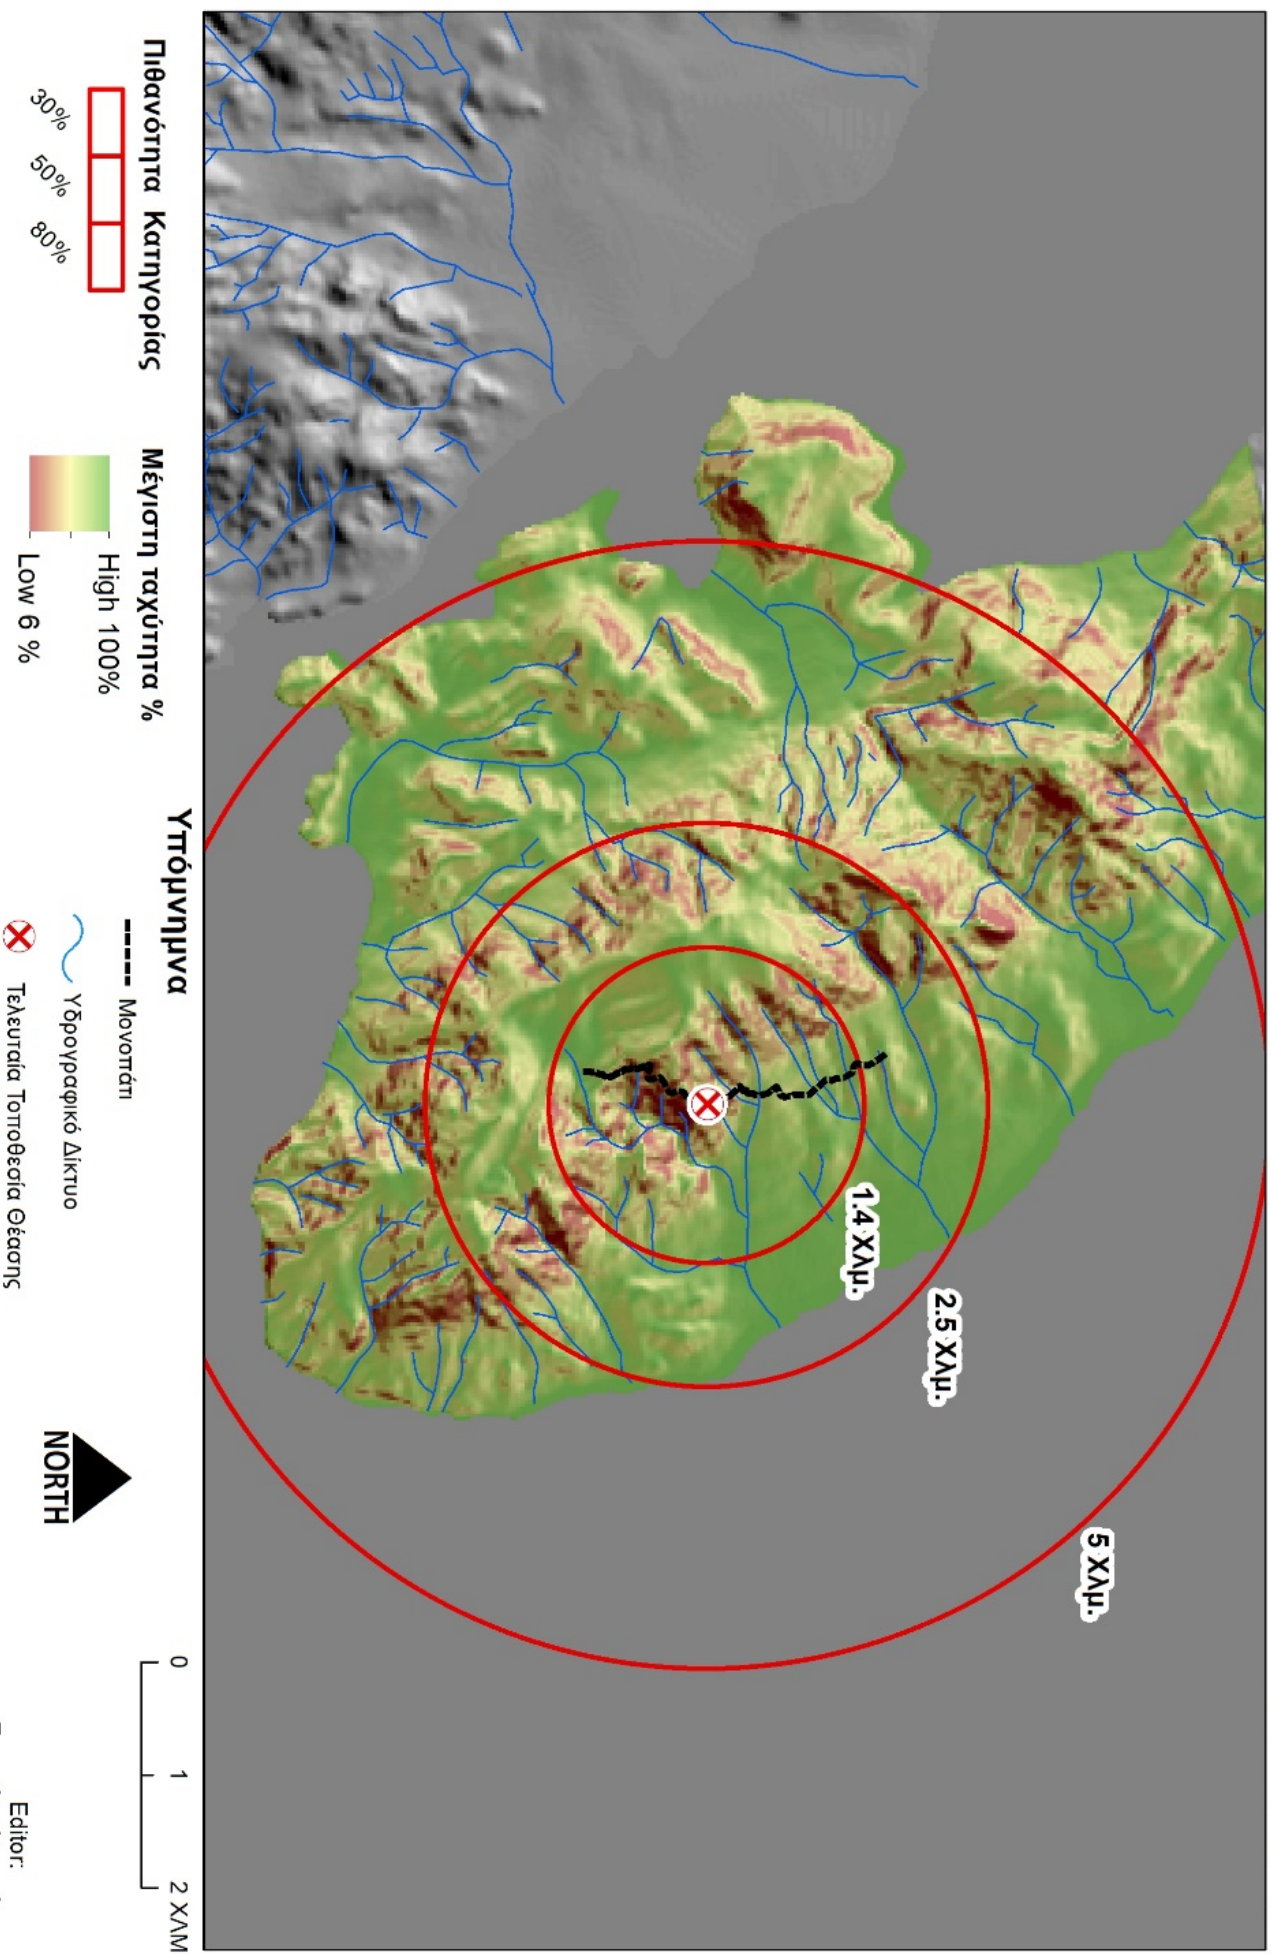 1.4 Χλμ.
2.5 Χλμ.
5 Χλμ.
Υπόμνημνα
Πιθανότητα Κατηγορίας
30%
50%
80%
Μέγιστη ταχύτητα %
High 100%
Low 6 %
Μονοπάτι
Υδρογραφικό Δίκτυο
Τελευταία Τοποθεσία Θέασης
NORTH
0
1
2 ΧΛΜ
Editor: